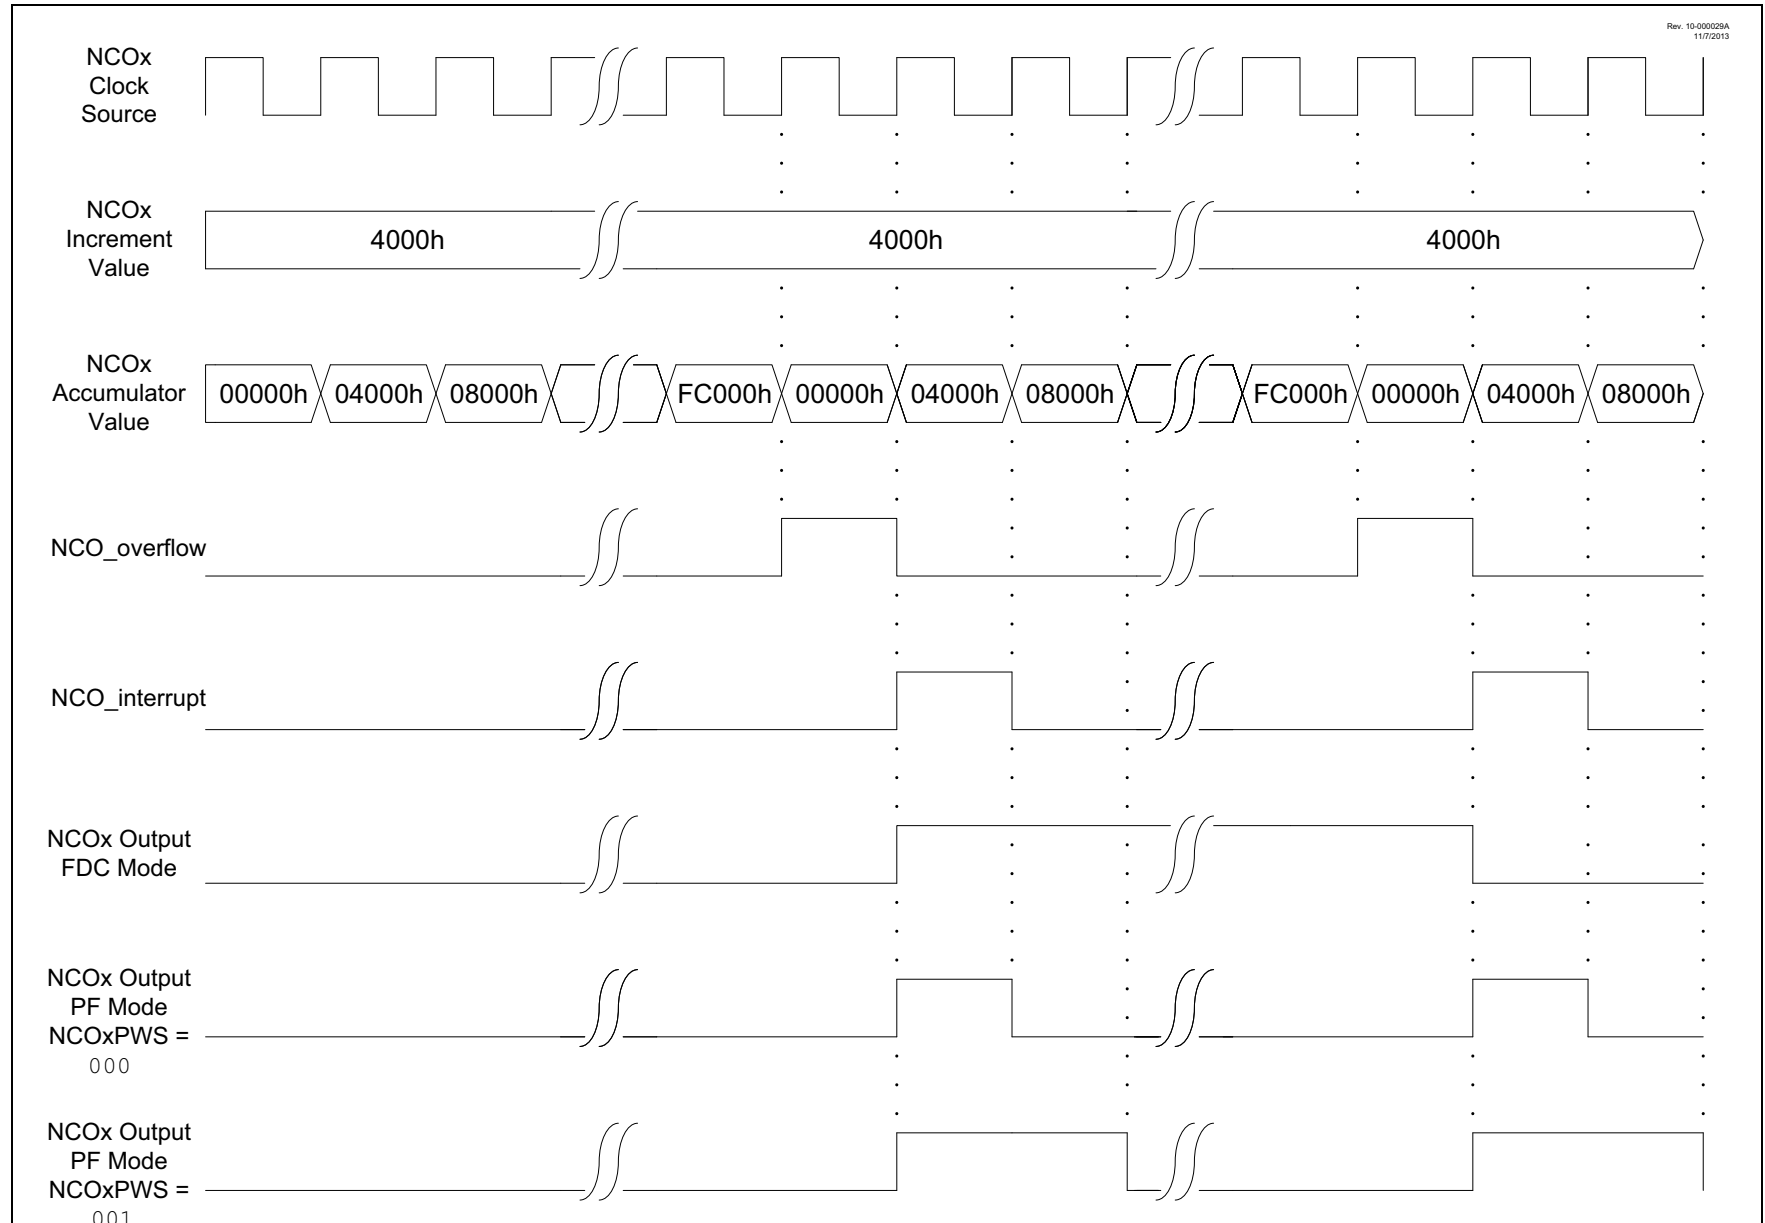 Rev. 10-000029A
11/7/2013
NCOx
Clock
Source
NCOx
Increment
Value
4000h
4000h
4000h
NCOx
Accumulator
Value
00000h
04000h
08000h
FC000h
00000h
04000h
08000h
FC000h
00000h
04000h
08000h
NCO_overflow
NCO_interrupt
NCOx Output
FDC Mode
NCOx Output
PF Mode
NCOxPWS =
000
NCOx Output
PF Mode
NCOxPWS =
001